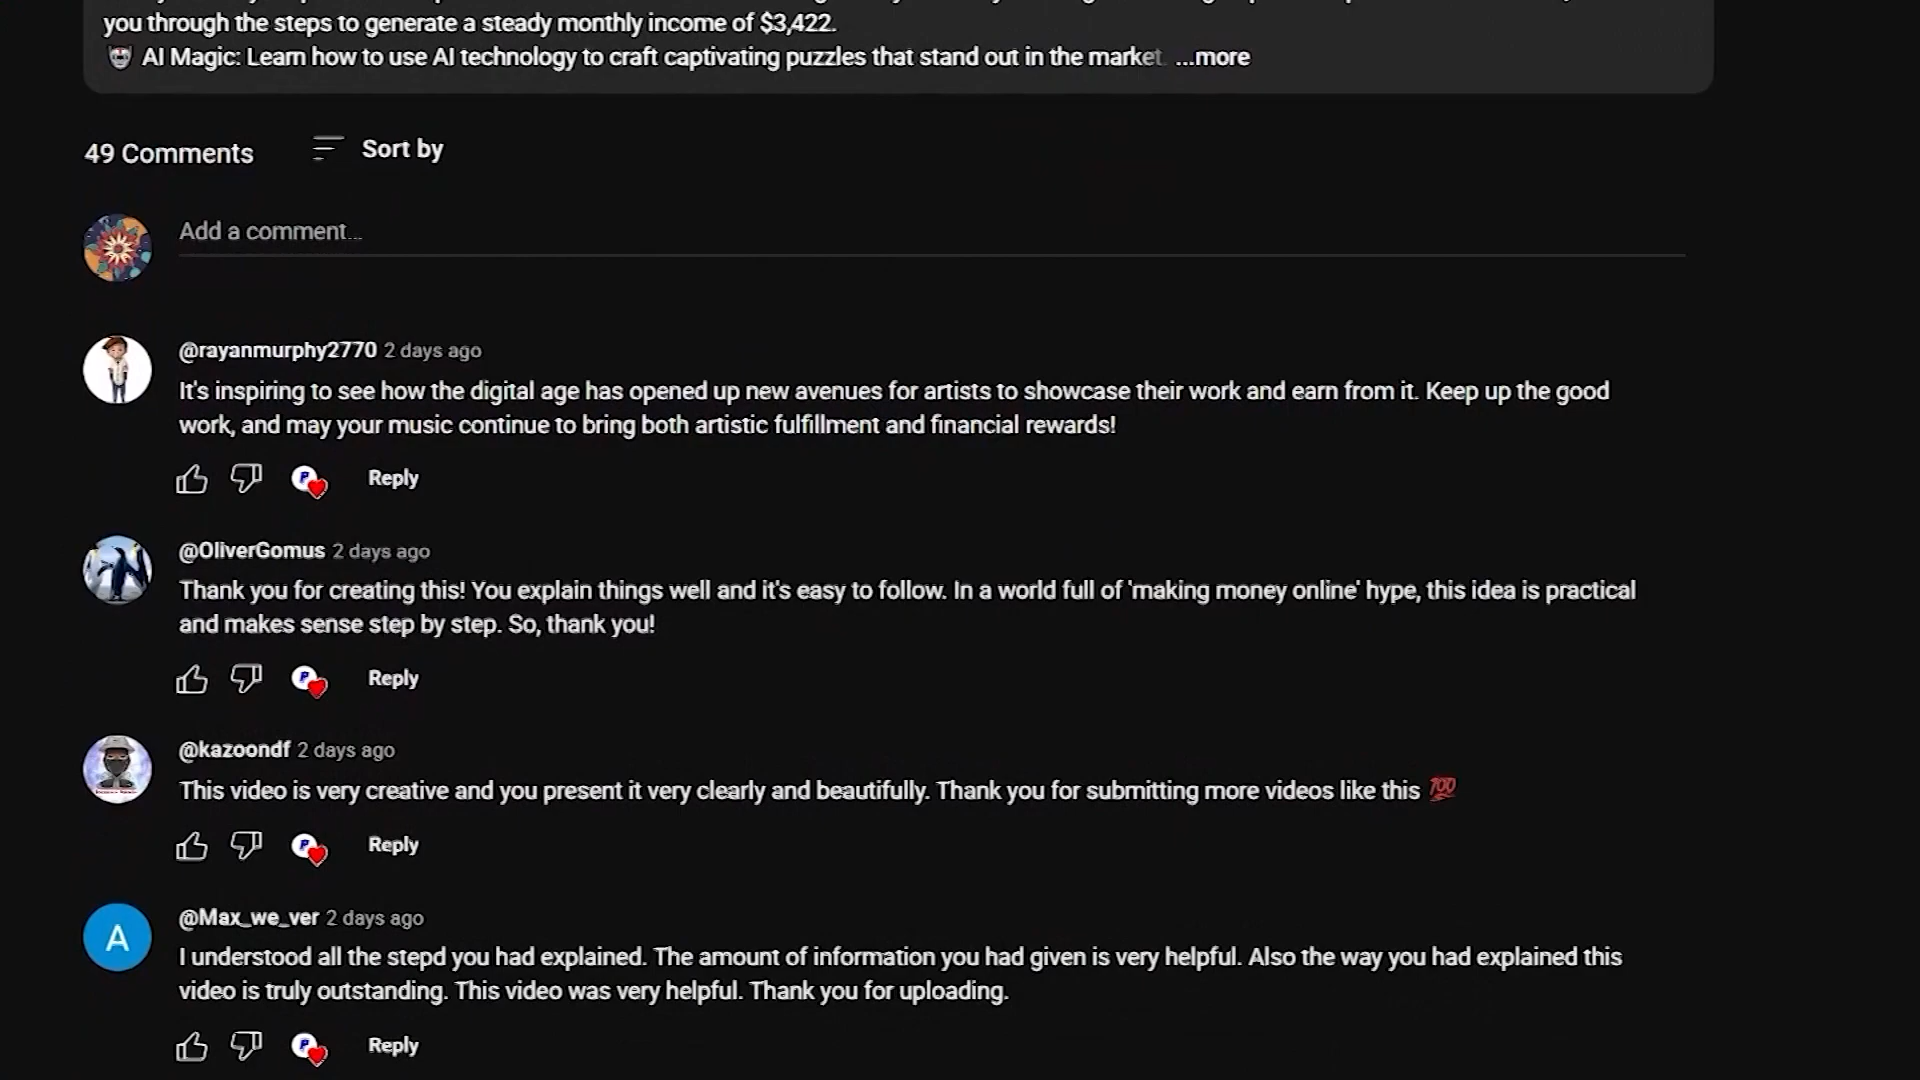 you through the steps to generate a steady monthly income of $3,422.
AI Magic: Learn how to use AI technology to craft captivating puzzles that stand out in the market. ...more
49 Comments
Sort by
Add a comment...
@rayanmurphy2770 2 days ago
It's inspiring to see how the digital age has opened up new avenues for artists to showcase their work and earn from it. Keep up the good
work, and may your music continue to bring both artistic fulfillment and financial rewards!
P
Reply
@OliverGomus 2 days ago
Thank you for creating this! You explain things well and it's easy to follow. In a world full of 'making money online' hype, this idea is practical
and makes sense step by step. So, thank you!
P
Reply
@kazoondf 2 days ago
This video is very creative and you present it very clearly and beautifully. Thank you for submitting more videos like this 💯
P
Reply
A
@Max_we_ver 2 days ago
I understood all the stepd you had explained. The amount of information you had given is very helpful. Also the way you had explained this
video is truly outstanding. This video was very helpful. Thank you for uploading.
P
Reply